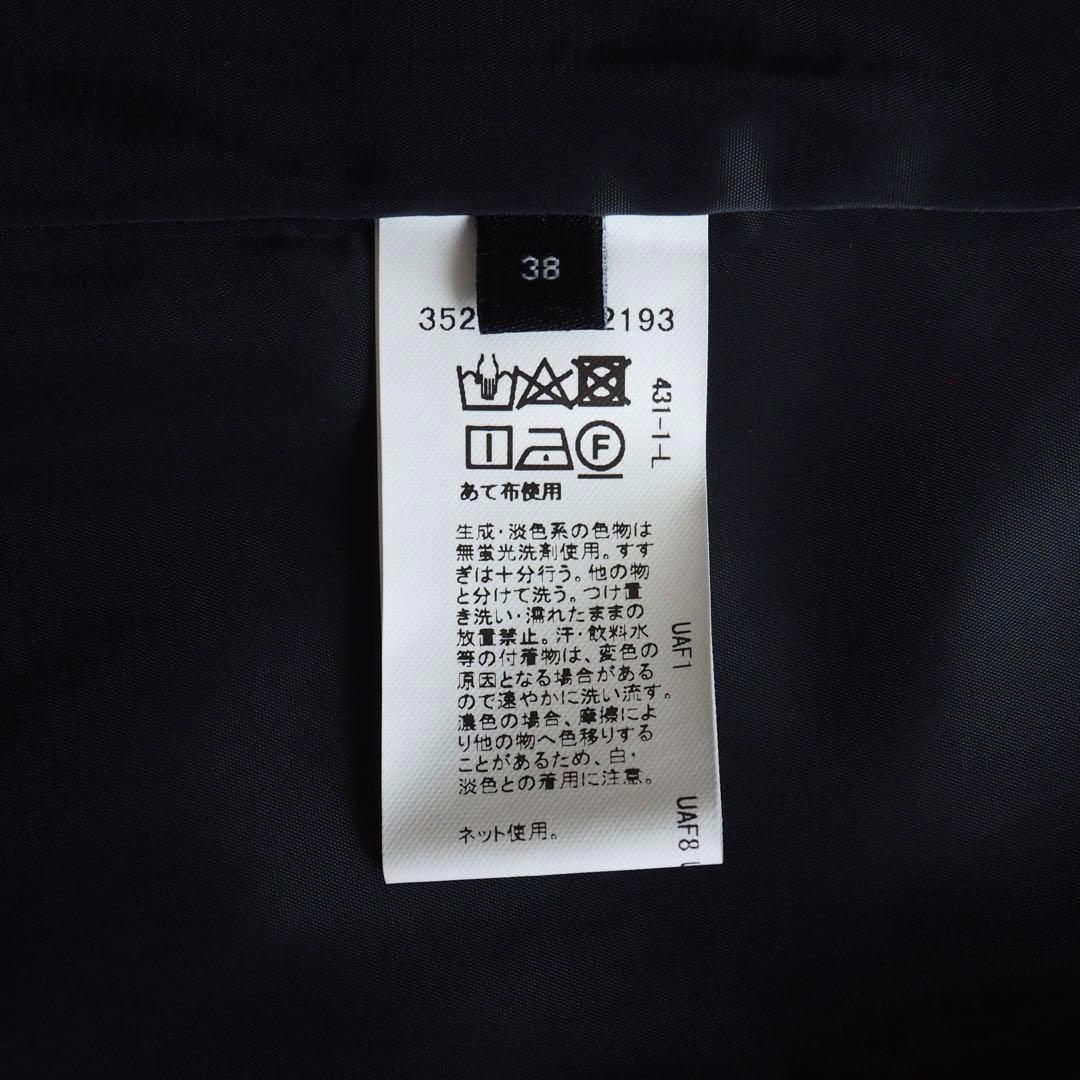 38
352 2193
431-1-L
F
あて布使用
生成・淡色系の色物は
無蛍光洗剤使用。すす
ぎは十分行う。他の物
と分けて洗う。つけ置
き洗い・濡れたままの
放置禁止。汗・飲料水
等の付着物は、変色の
原因となる場合がある
ので速やかに洗い流す。
濃色の場合、摩擦によ
り他の物へ色移りする
ことがあるため、白・
淡色との着用に注意。
ネット使用。
UAF1
UAF8